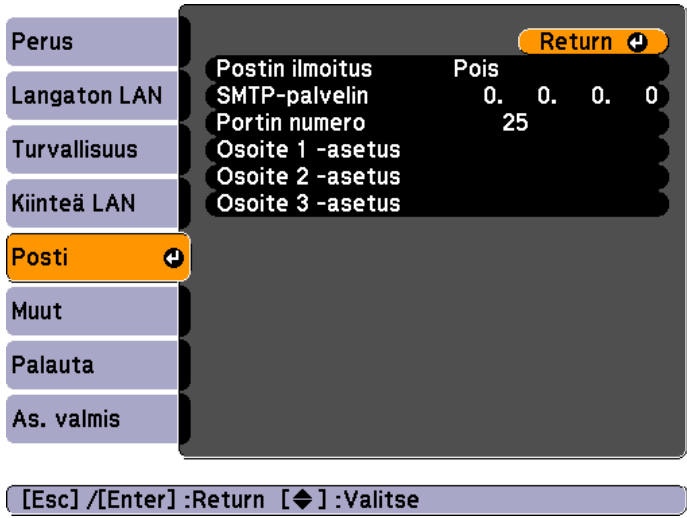 Perus
Langaton LAN
Turvallisuus
Kiinteä LAN
Posti
Muut
Palauta
As. valmis
Return
Postin ilmoitus Pois
SMTP-palvelin 0. 0. 0. 0
Portin numero 25
Osoite 1 -asetus
Osoite 2 -asetus
Osoite 3 -asetus
[Esc] /[Enter] :Return [◆] :Valitse